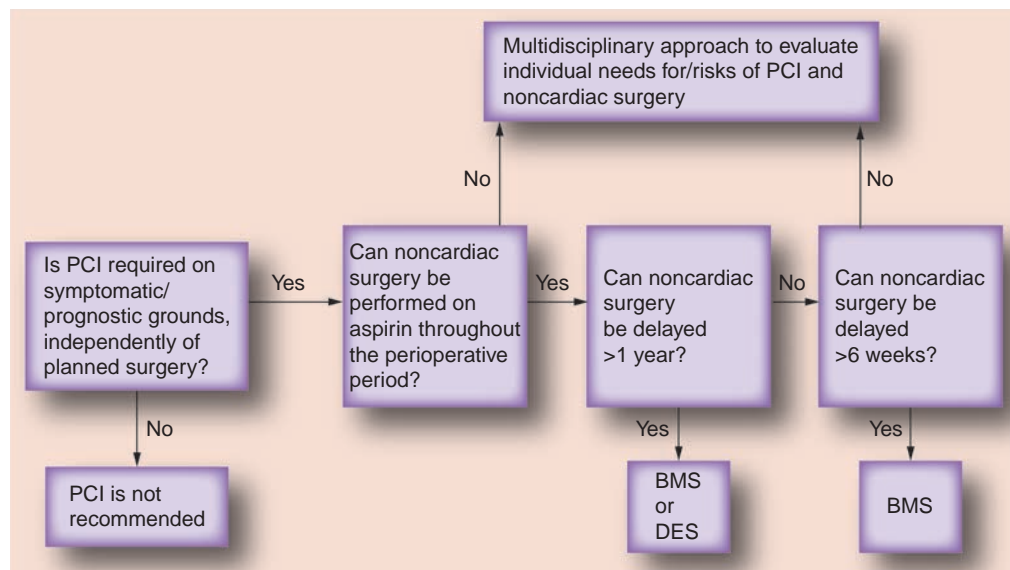 Multidisciplinary approach to evaluate
individual needs for/risks of PCI and
noncardiac surgery
No
No
Is PCI required on
symptomatic/
prognostic grounds,
independently of
planned surgery?
Yes
Can noncardiac
surgery be
performed on
aspirin throughout
the perioperative
period?
Yes
Can noncardiac
surgery
be delayed
>1 year?
No
Can noncardiac
surgery be
delayed
>6 weeks?
No
Yes
Yes
PCI is not
recommended
BMS
or
DES
BMS